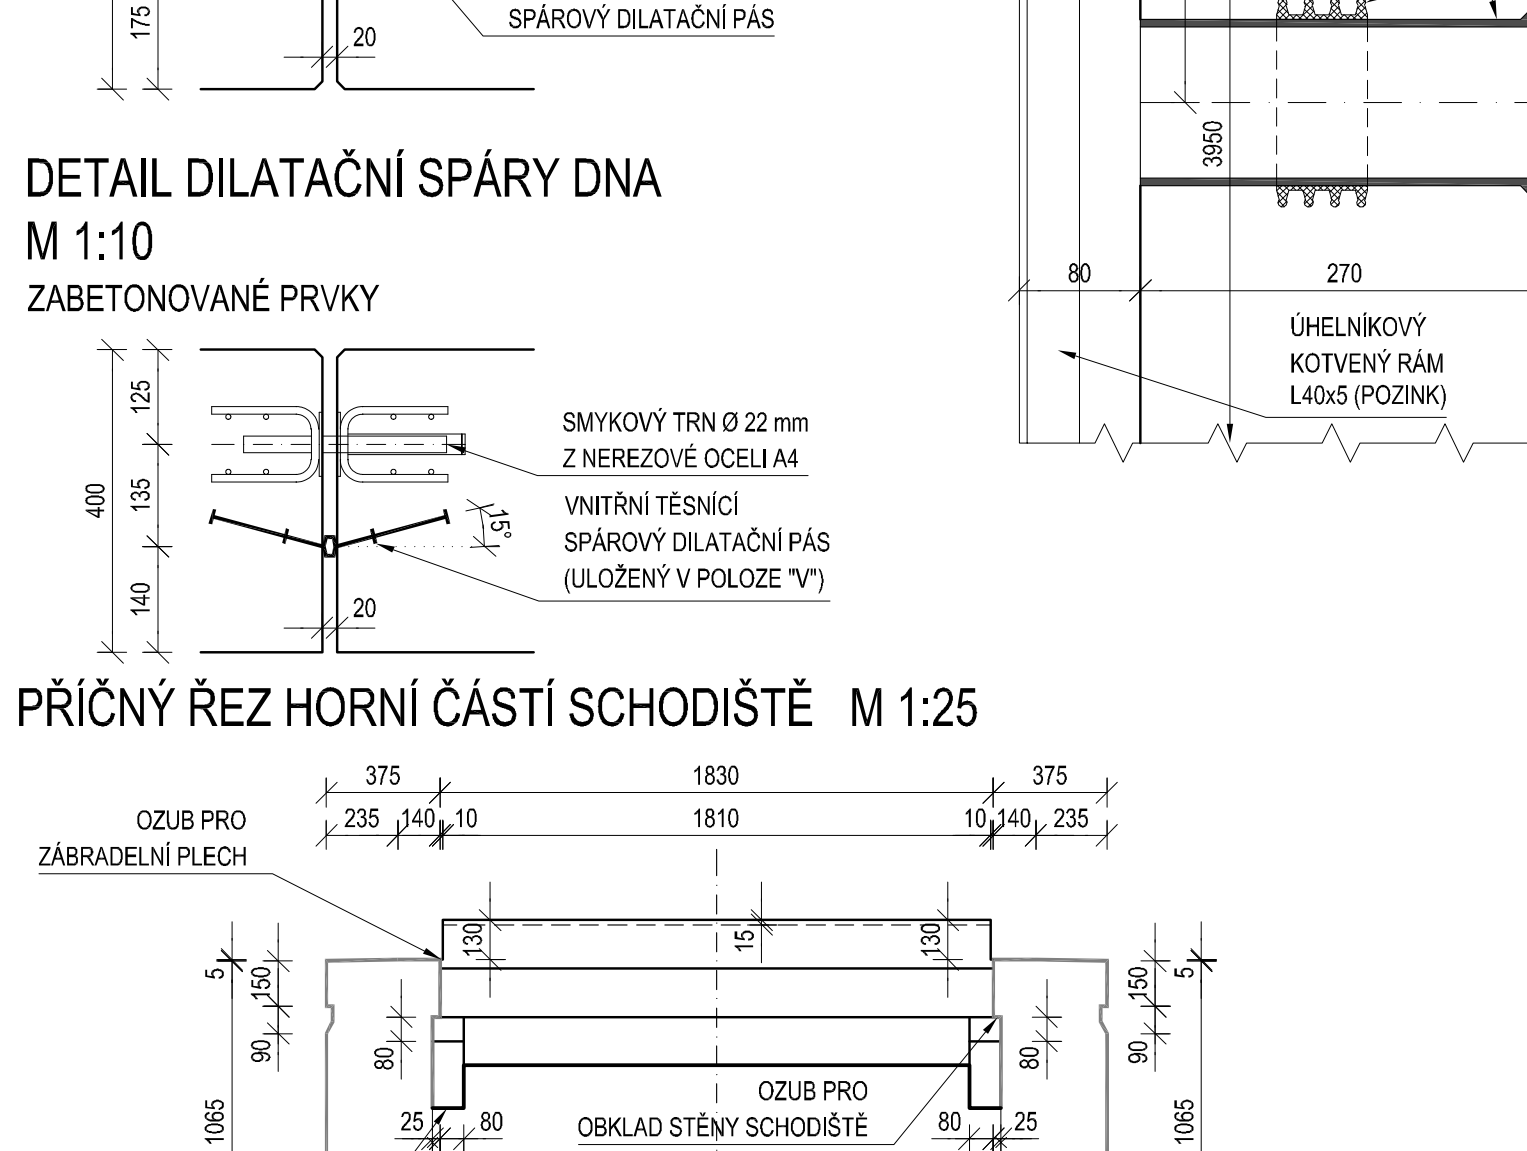 175
20
SPÁROVÝ DILATAČNÍ PÁS
3950
DETAIL DILATAČNÍ SPÁRY DNA
M 1:10
ZABETONOVANÉ PRVKY
80
270
ÚHELNÍKOVÝ
KOTVENÝ RÁM
L40x5 (POZINK)
400
125
135
140
SMYKOVÝ TRN Ø 22 mm
Z NEREZOVÉ OCELI A4
15°
VNITŘNÍ TĚSNÍCÍ
SPÁROVÝ DILATAČNÍ PÁS
(ULOŽENÝ V POLOZE "V")
20
PŘÍČNÝ ŘEZ HORNÍ ČÁSTÍ SCHODIŠTĚ M 1:25
375 1830 375
235 140 10 1810 10 140 235
OZUB PRO
ZÁBRADELNÍ PLECH
130 15 130
5 150 150 5
90 80 80 90
OZUB PRO
OBKLAD STĚNY SCHODIŠTĚ
25 80 80 25
1065 1065